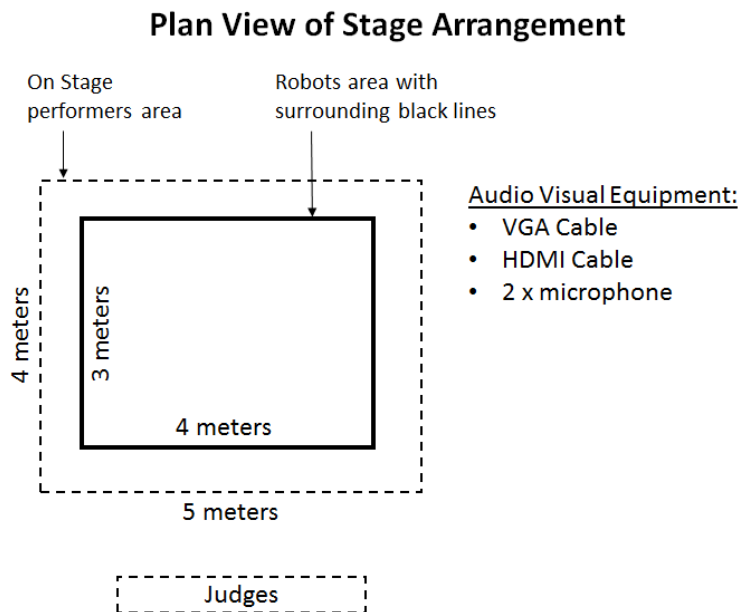 Plan View of Stage Arrangement
On Stage
performers area
Robots area with
surrounding black lines
Audio Visual Equipment:
• VGA Cable
• HDMI Cable
• 2 x microphone
4 meters
3 meters
4 meters
5 meters
Judges